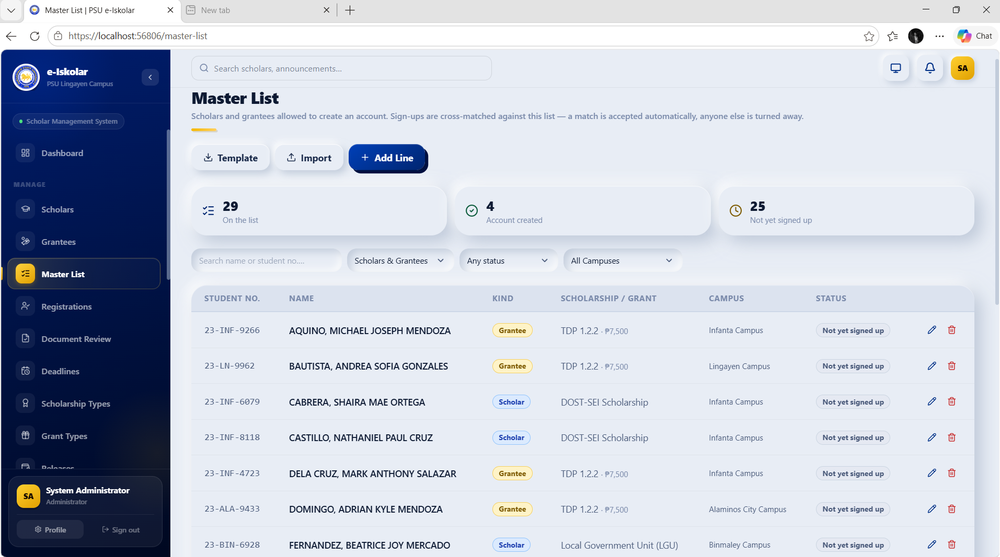 Master List | PSU e-Iskolar
New tab
https://localhost:56806/master-list
Chat
e-Iskolar
PSU Lingayen Campus
Scholar Management System
Dashboard
MANAGE
Scholars
Grantees
Master List
Registrations
Document Review
Deadlines
Scholarship Types
Grant Types
Releases
SA
System Administrator
Administrator
Profile
Sign out
Search scholars, announcements...
SA
Master List
Scholars and grantees allowed to create an account. Sign-ups are cross-matched against this list — a match is accepted automatically, anyone else is turned away.
Template
Import
+ Add Line
29
On the list
4
Account created
25
Not yet signed up
Search name or student no....
Scholars & Grantees
Any status
All Campuses
STUDENT NO. NAME KIND SCHOLARSHIP / GRANT CAMPUS STATUS
23-INF-9266 AQUINO, MICHAEL JOSEPH MENDOZA Grantee TDP 1.2.2 · ₱7,500 Infanta Campus Not yet signed up
23-LN-9962 BAUTISTA, ANDREA SOFIA GONZALES Grantee TDP 1.2.2 · ₱7,500 Lingayen Campus Not yet signed up
23-INF-6079 CABRERA, SHAIRA MAE ORTEGA Scholar DOST-SEI Scholarship Infanta Campus Not yet signed up
23-INF-8118 CASTILLO, NATHANIEL PAUL CRUZ Scholar DOST-SEI Scholarship Infanta Campus Not yet signed up
23-INF-4723 DELA CRUZ, MARK ANTHONY SALAZAR Grantee TDP 1.2.2 · ₱7,500 Infanta Campus Not yet signed up
23-ALA-9433 DOMINGO, ADRIAN KYLE MENDOZA Grantee TDP 1.2.2 · ₱7,500 Alaminos City Campus Not yet signed up
23-BIN-6928 FERNANDEZ, BEATRICE JOY MERCADO Scholar Local Government Unit (LGU) Binmaley Campus Not yet signed up